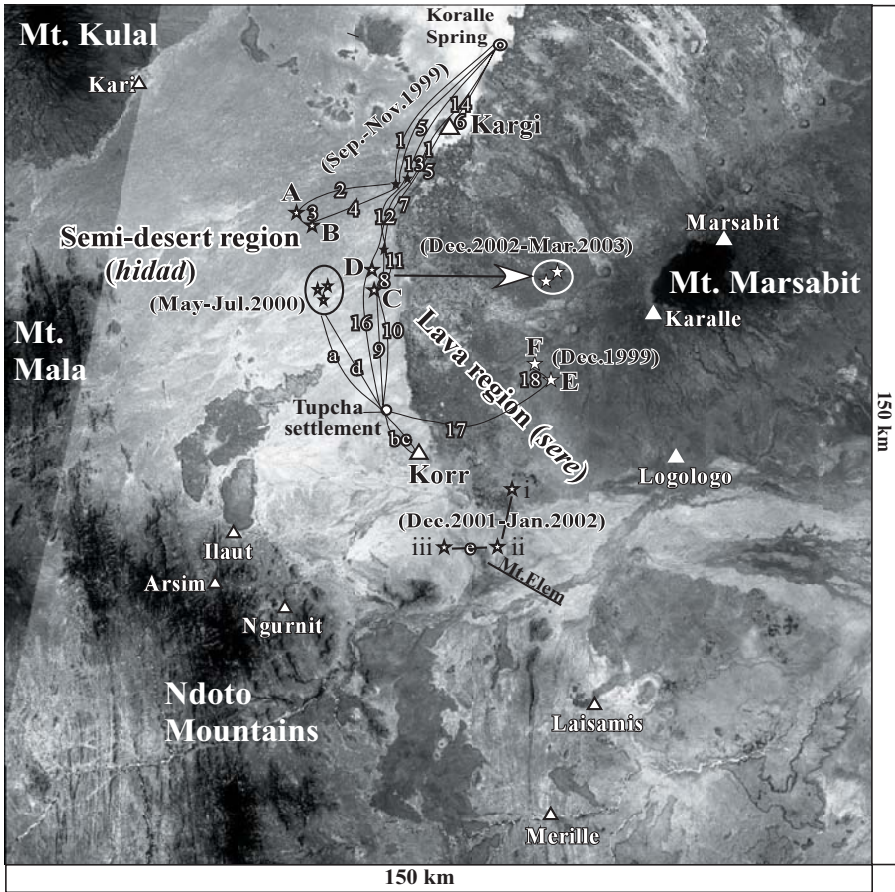 Koralle
Spring
Mt. Kulal
Kari
(Sep.-Nov.1999)
14
6
Kargi
5
1
1
13
5
A
2
3
4
B
7
12
Marsabit
Semi-desert region
(hidad)
(Dec.2002-Mar.2003)
D
11
8
C
Mt. Marsabit
(May-Jul.2000)
Karalle
16
10
9
Mt.
Mala
a
d
Lava region (sere)
F
(Dec.1999)
18
E
Tupcha
settlement
17
bc
Korr
Logologo
i
(Dec.2001-Jan.2002)
Ilaut
iii
e
ii
Mt.Elem
Arsim
Ngurnit
Ndoto
Mountains
Laisamis
Merille
150 km
150 km